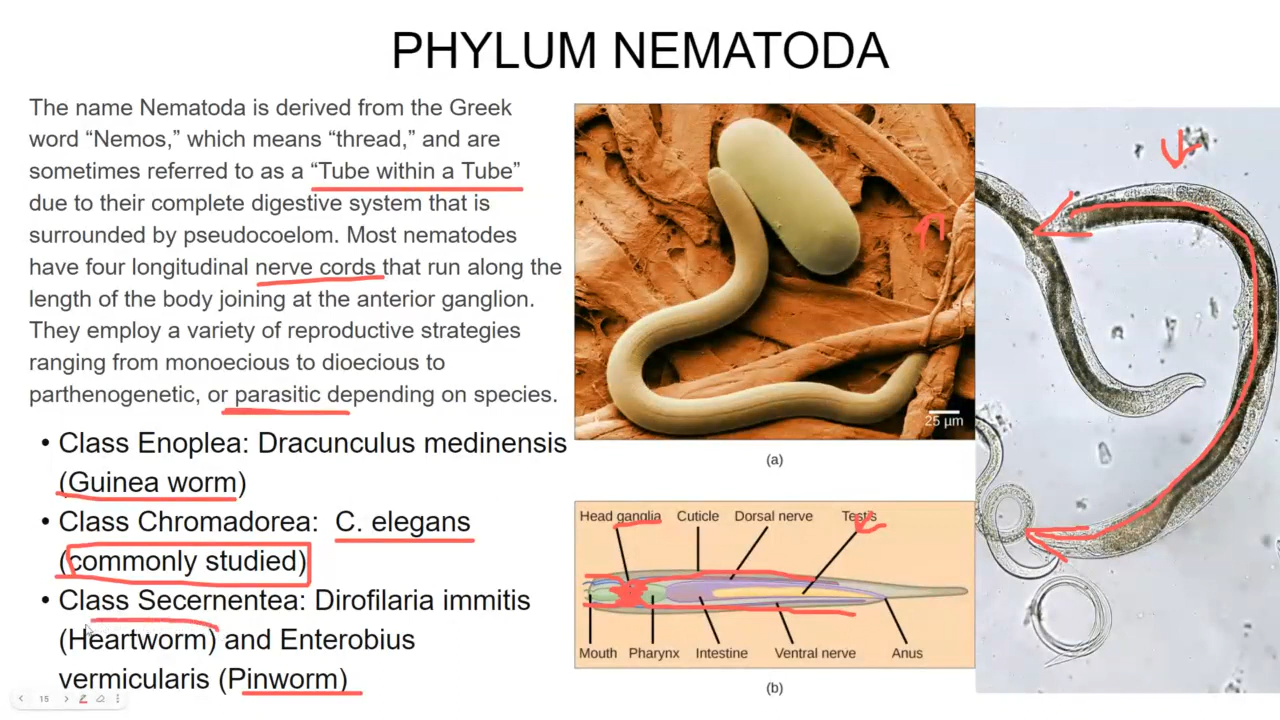 PHYLUM NEMATODA
The name Nematoda is derived from the Greek
word “Nemos,” which means “thread,” and are
sometimes referred to as a “Tube within a Tube”
due to their complete digestive system that is
surrounded by pseudocoelom. Most nematodes
have four longitudinal nerve cords that run along the
length of the body joining at the anterior ganglion.
They employ a variety of reproductive strategies
ranging from monoecious to dioecious to
parthenogenetic, or parasitic depending on species.
• Class Enoplea: Dracunculus medinensis
(Guinea worm)
• Class Chromadorea: C. elegans
(commonly studied)
• Class Secernentea: Dirofilaria immitis
(Heartworm) and Enterobius
vermicularis (Pinworm)
25 µm
(a)
Head ganglia Cuticle Dorsal nerve Testis
Mouth Pharynx Intestine Ventral nerve Anus
(b)
15